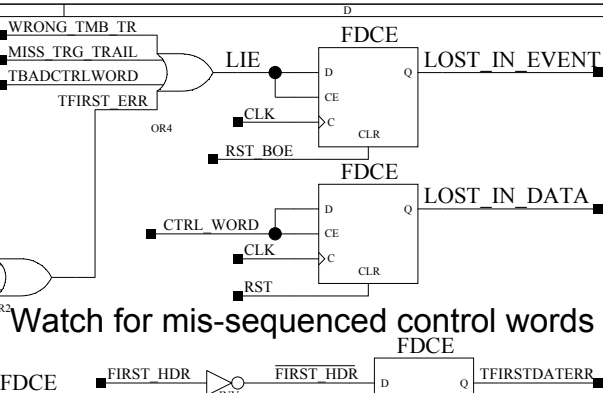 D
WRONG_TMB_TR
FDCE
MISS_TRG_TRAIL
LIE
D
Q
LOST_IN_EVENT
TBADCTRLWORD
CE
TFIRST_ERR
CLK
C
OR4
CLR
RST_BOE
FDCE
D
Q
LOST_IN_DATA
CTRL_WORD
CE
CLK
C
CLR
RST
Watch for mis-sequenced control words
FDCE
FDCE
FIRST_HDR
FIRST_HDR
D
Q
TFIRSTDATERR